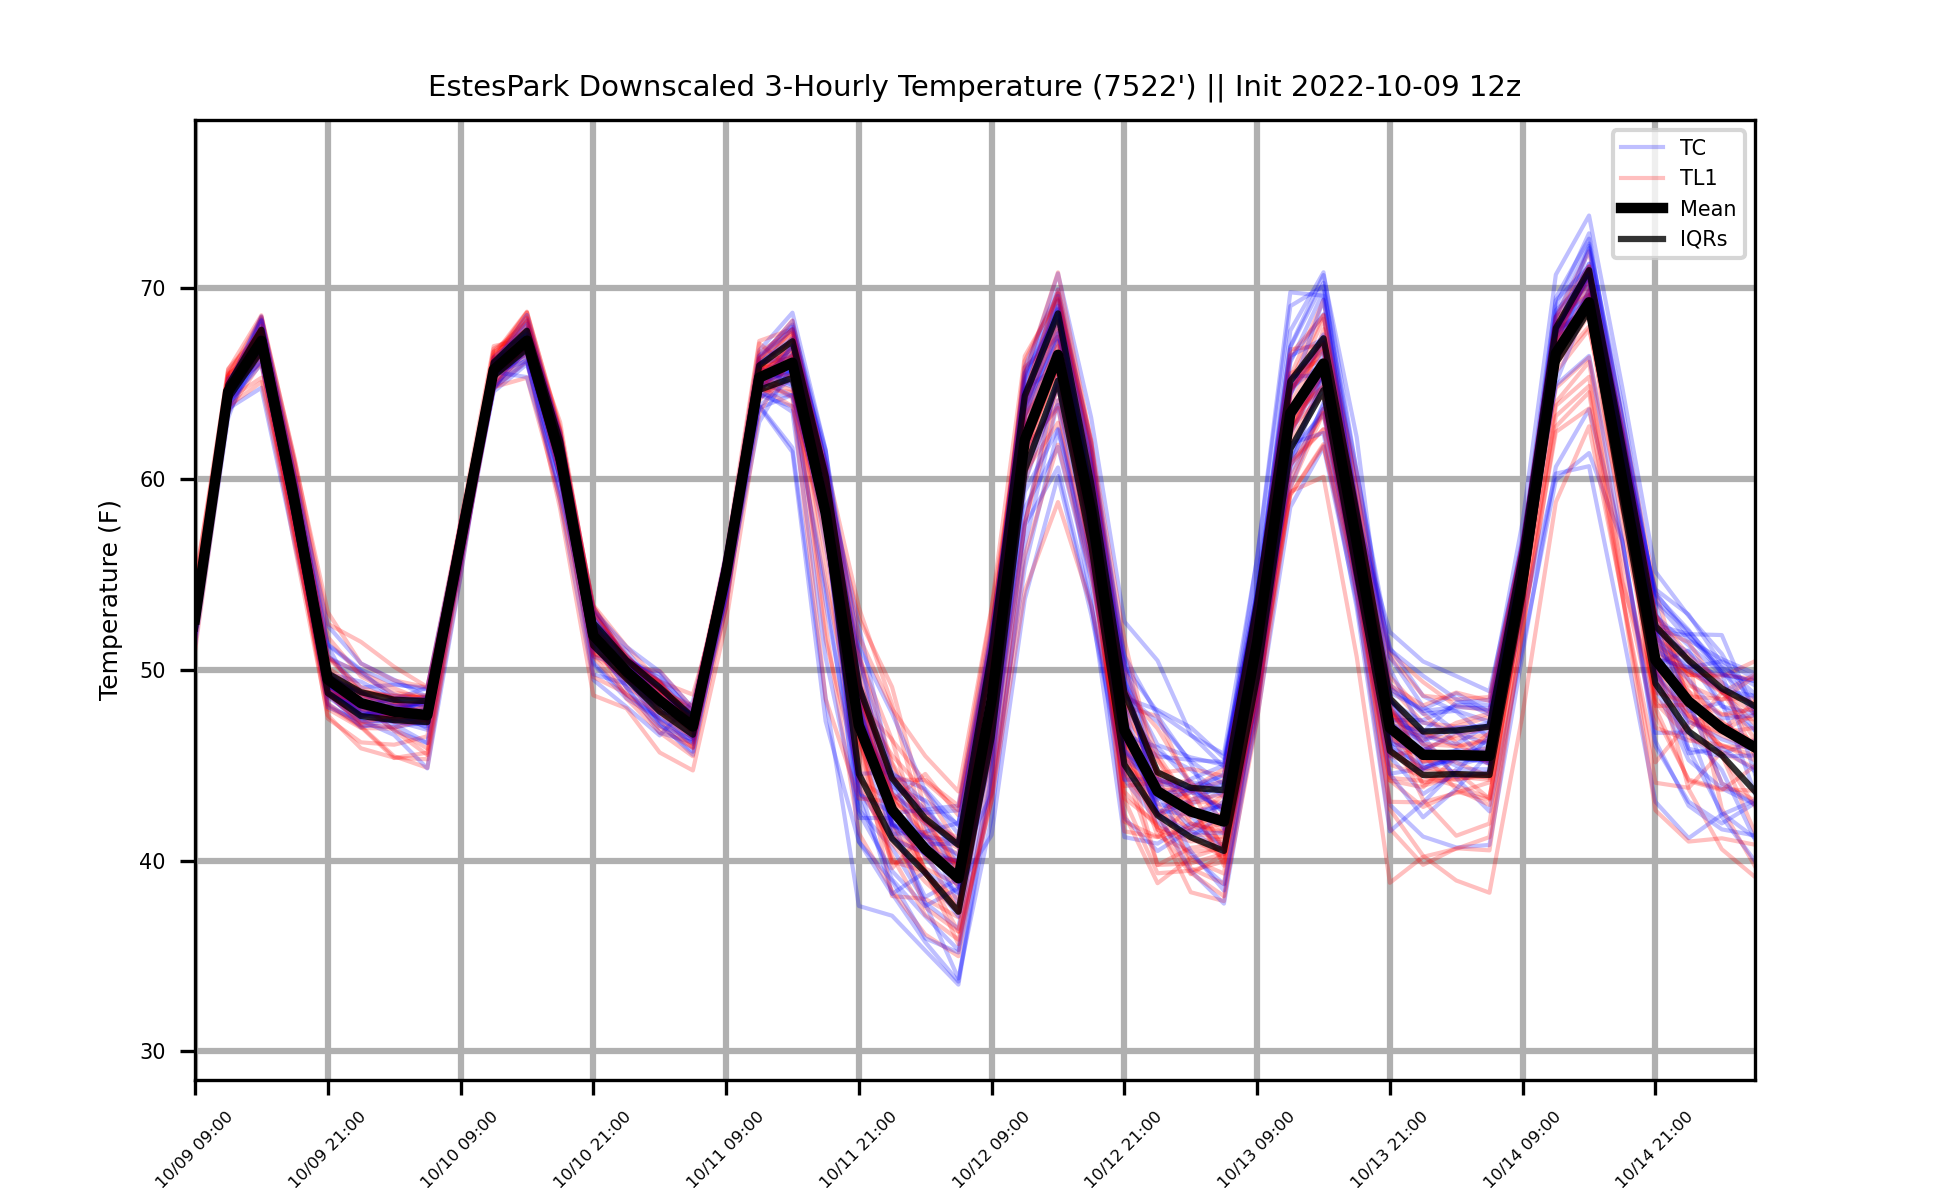 EstesPark Downscaled 3-Hourly Temperature (7522') || Init 2022-10-09 12z
TC
TL1
Mean
IQRs
Temperature (F)
70
60
50
40
30
10/09 09:00
10/09 21:00
10/10 09:00
10/10 21:00
10/11 09:00
10/11 21:00
10/12 09:00
10/12 21:00
10/13 09:00
10/13 21:00
10/14 09:00
10/14 21:00